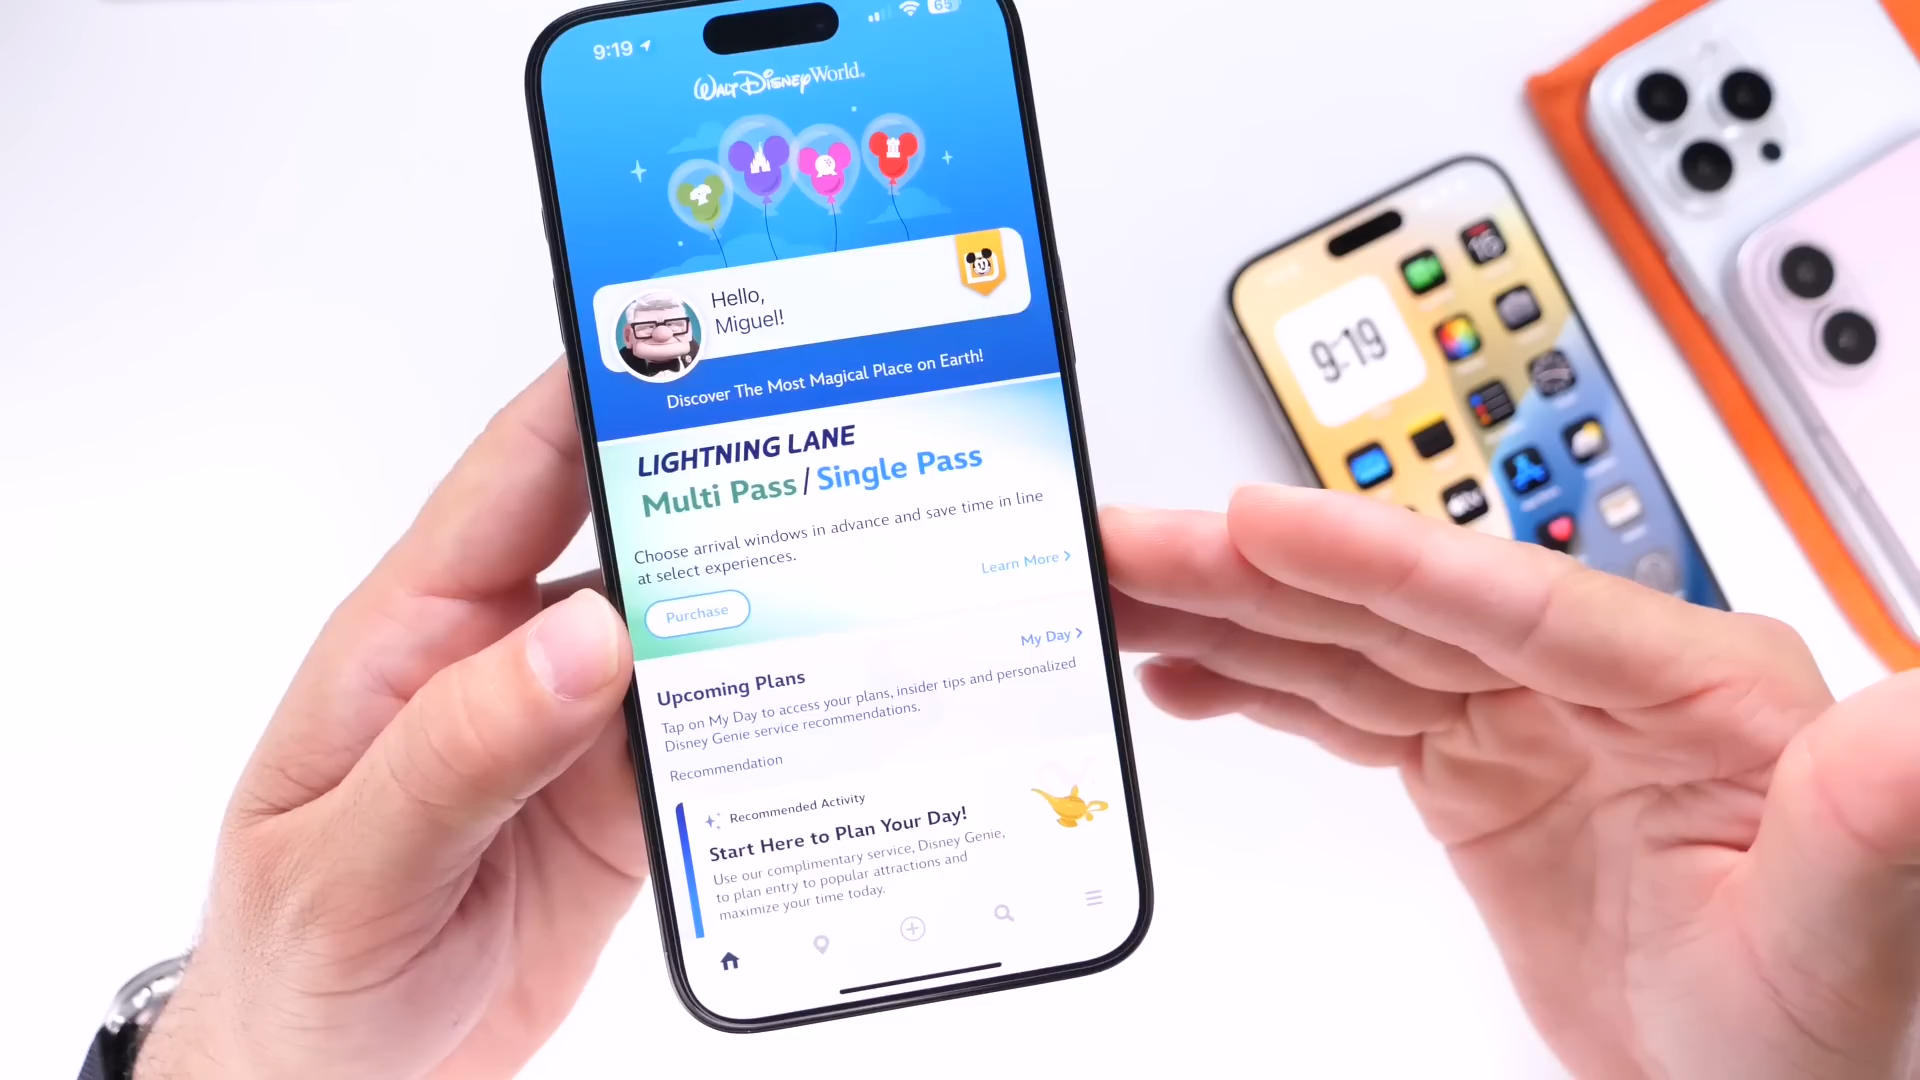 9:19
65
Walt Disney World
Hello,
Miguel!
Discover The Most Magical Place on Earth!
LIGHTNING LANE
Multi Pass / Single Pass
Choose arrival windows in advance and save time in line
at select experiences.
Learn More >
Purchase
My Day >
Upcoming Plans
Tap on My Day to access your plans, insider tips and personalized
Disney Genie service recommendations.
Recommendation
Recommended Activity
Start Here to Plan Your Day!
Use our complimentary service, Disney Genie,
to plan entry to popular attractions and
maximize your time today.
9:19
16